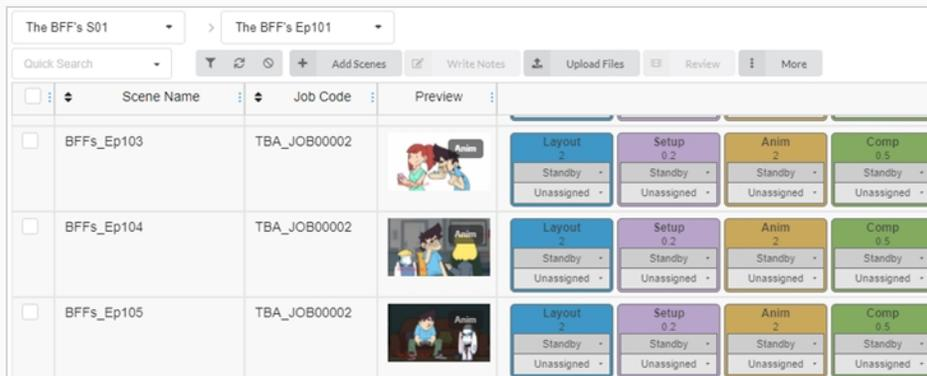 The BFF's S01 > The BFF's Ep101
Quick Search Add Scenes Write Notes Upload Files Review More
Scene Name Job Code Preview
BFFs_Ep103 TBA_JOB00002 Anim Layout Setup Anim Comp
2 0.2 2 0.5
Standby Standby Standby Standby
Unassigned Unassigned Unassigned Unassigned
BFFs_Ep104 TBA_JOB00002 Anim Layout Setup Anim Comp
2 0.2 2 0.5
Standby Standby Standby Standby
Unassigned Unassigned Unassigned Unassigned
BFFs_Ep105 TBA_JOB00002 Anim Layout Setup Anim Comp
2 0.2 2 0.5
Standby Standby Standby Standby
Unassigned Unassigned Unassigned Unassigned